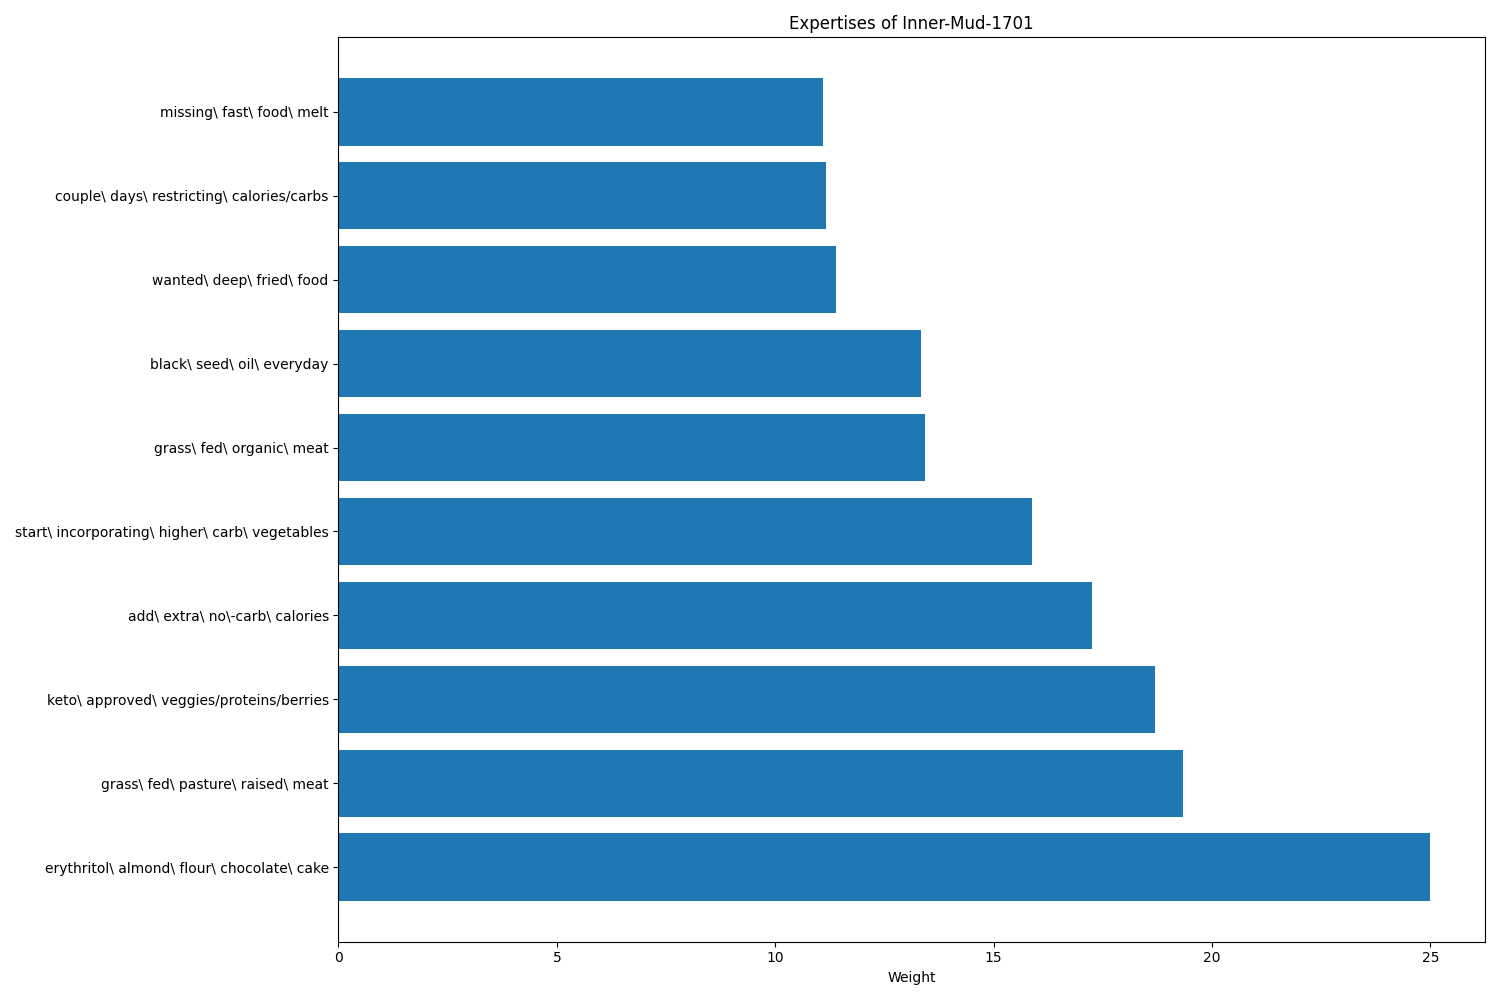 Expertises of Inner-Mud-1701
missing\ fast\ food\ melt
couple\ days\ restricting\ calories/carbs
wanted\ deep\ fried\ food
black\ seed\ oil\ everyday
grass\ fed\ organic\ meat
start\ incorporating\ higher\ carb\ vegetables
add\ extra\ no\-carb\ calories
keto\ approved\ veggies/proteins/berries
grass\ fed\ pasture\ raised\ meat
erythritol\ almond\ flour\ chocolate\ cake
0 5 10 15 20 25
Weight